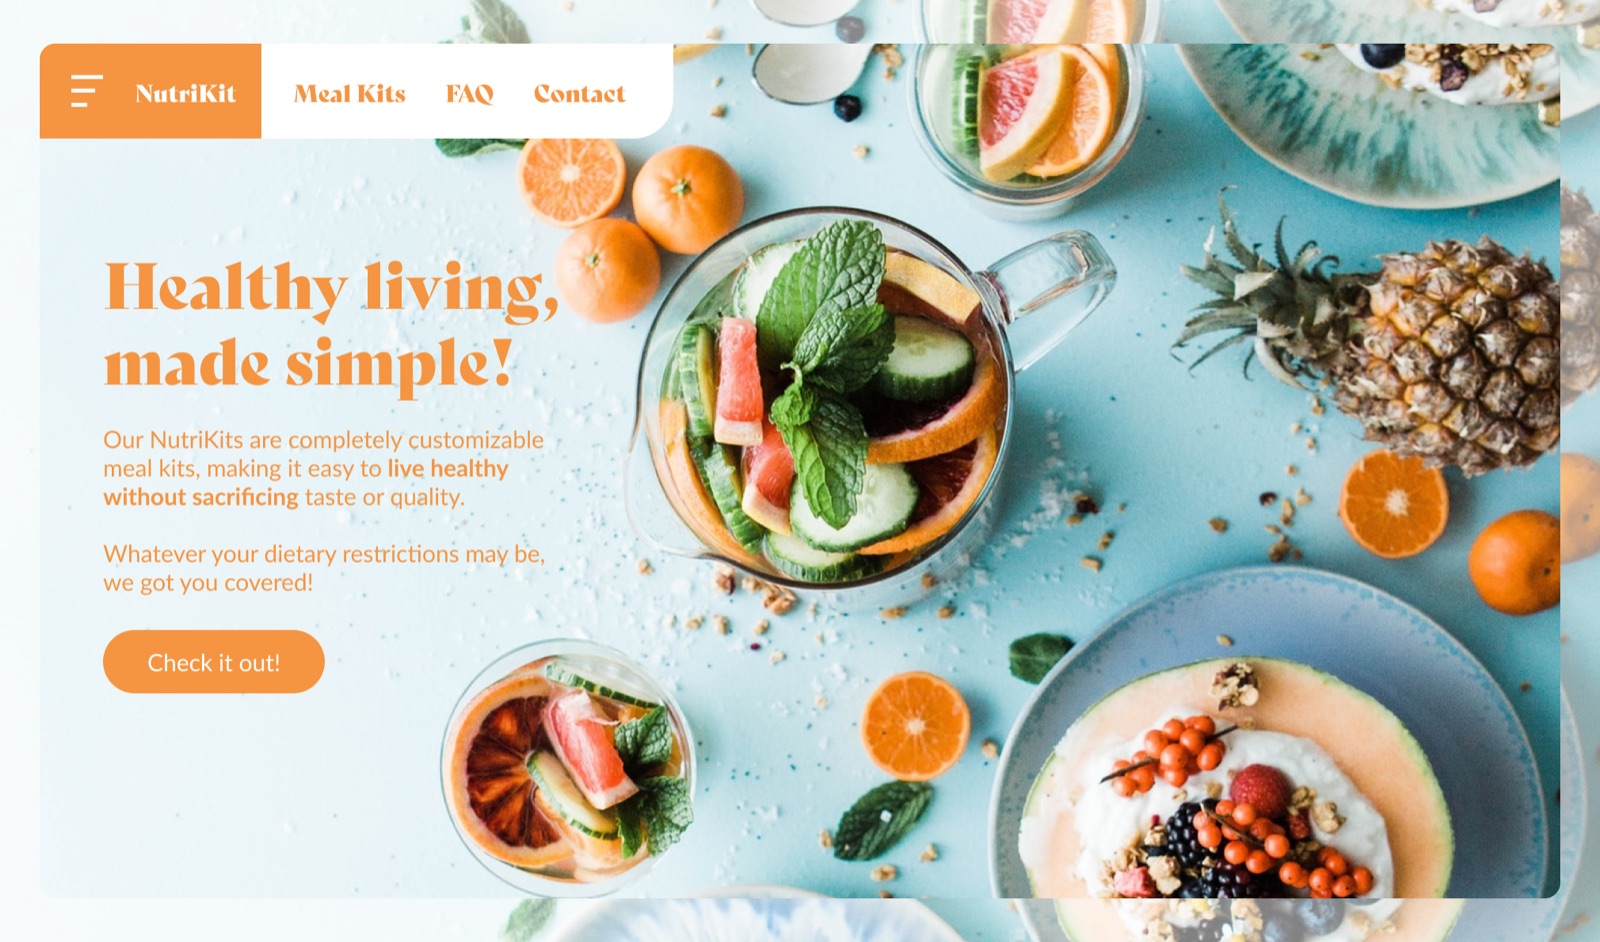 NutriKit
Meal Kits
FAQ
Contact
Healthy living,
made simple!
Our NutriKits are completely customizable
meal kits, making it easy to live healthy
without sacrificing taste or quality.
Whatever your dietary restrictions may be,
we got you covered!
Check it out!